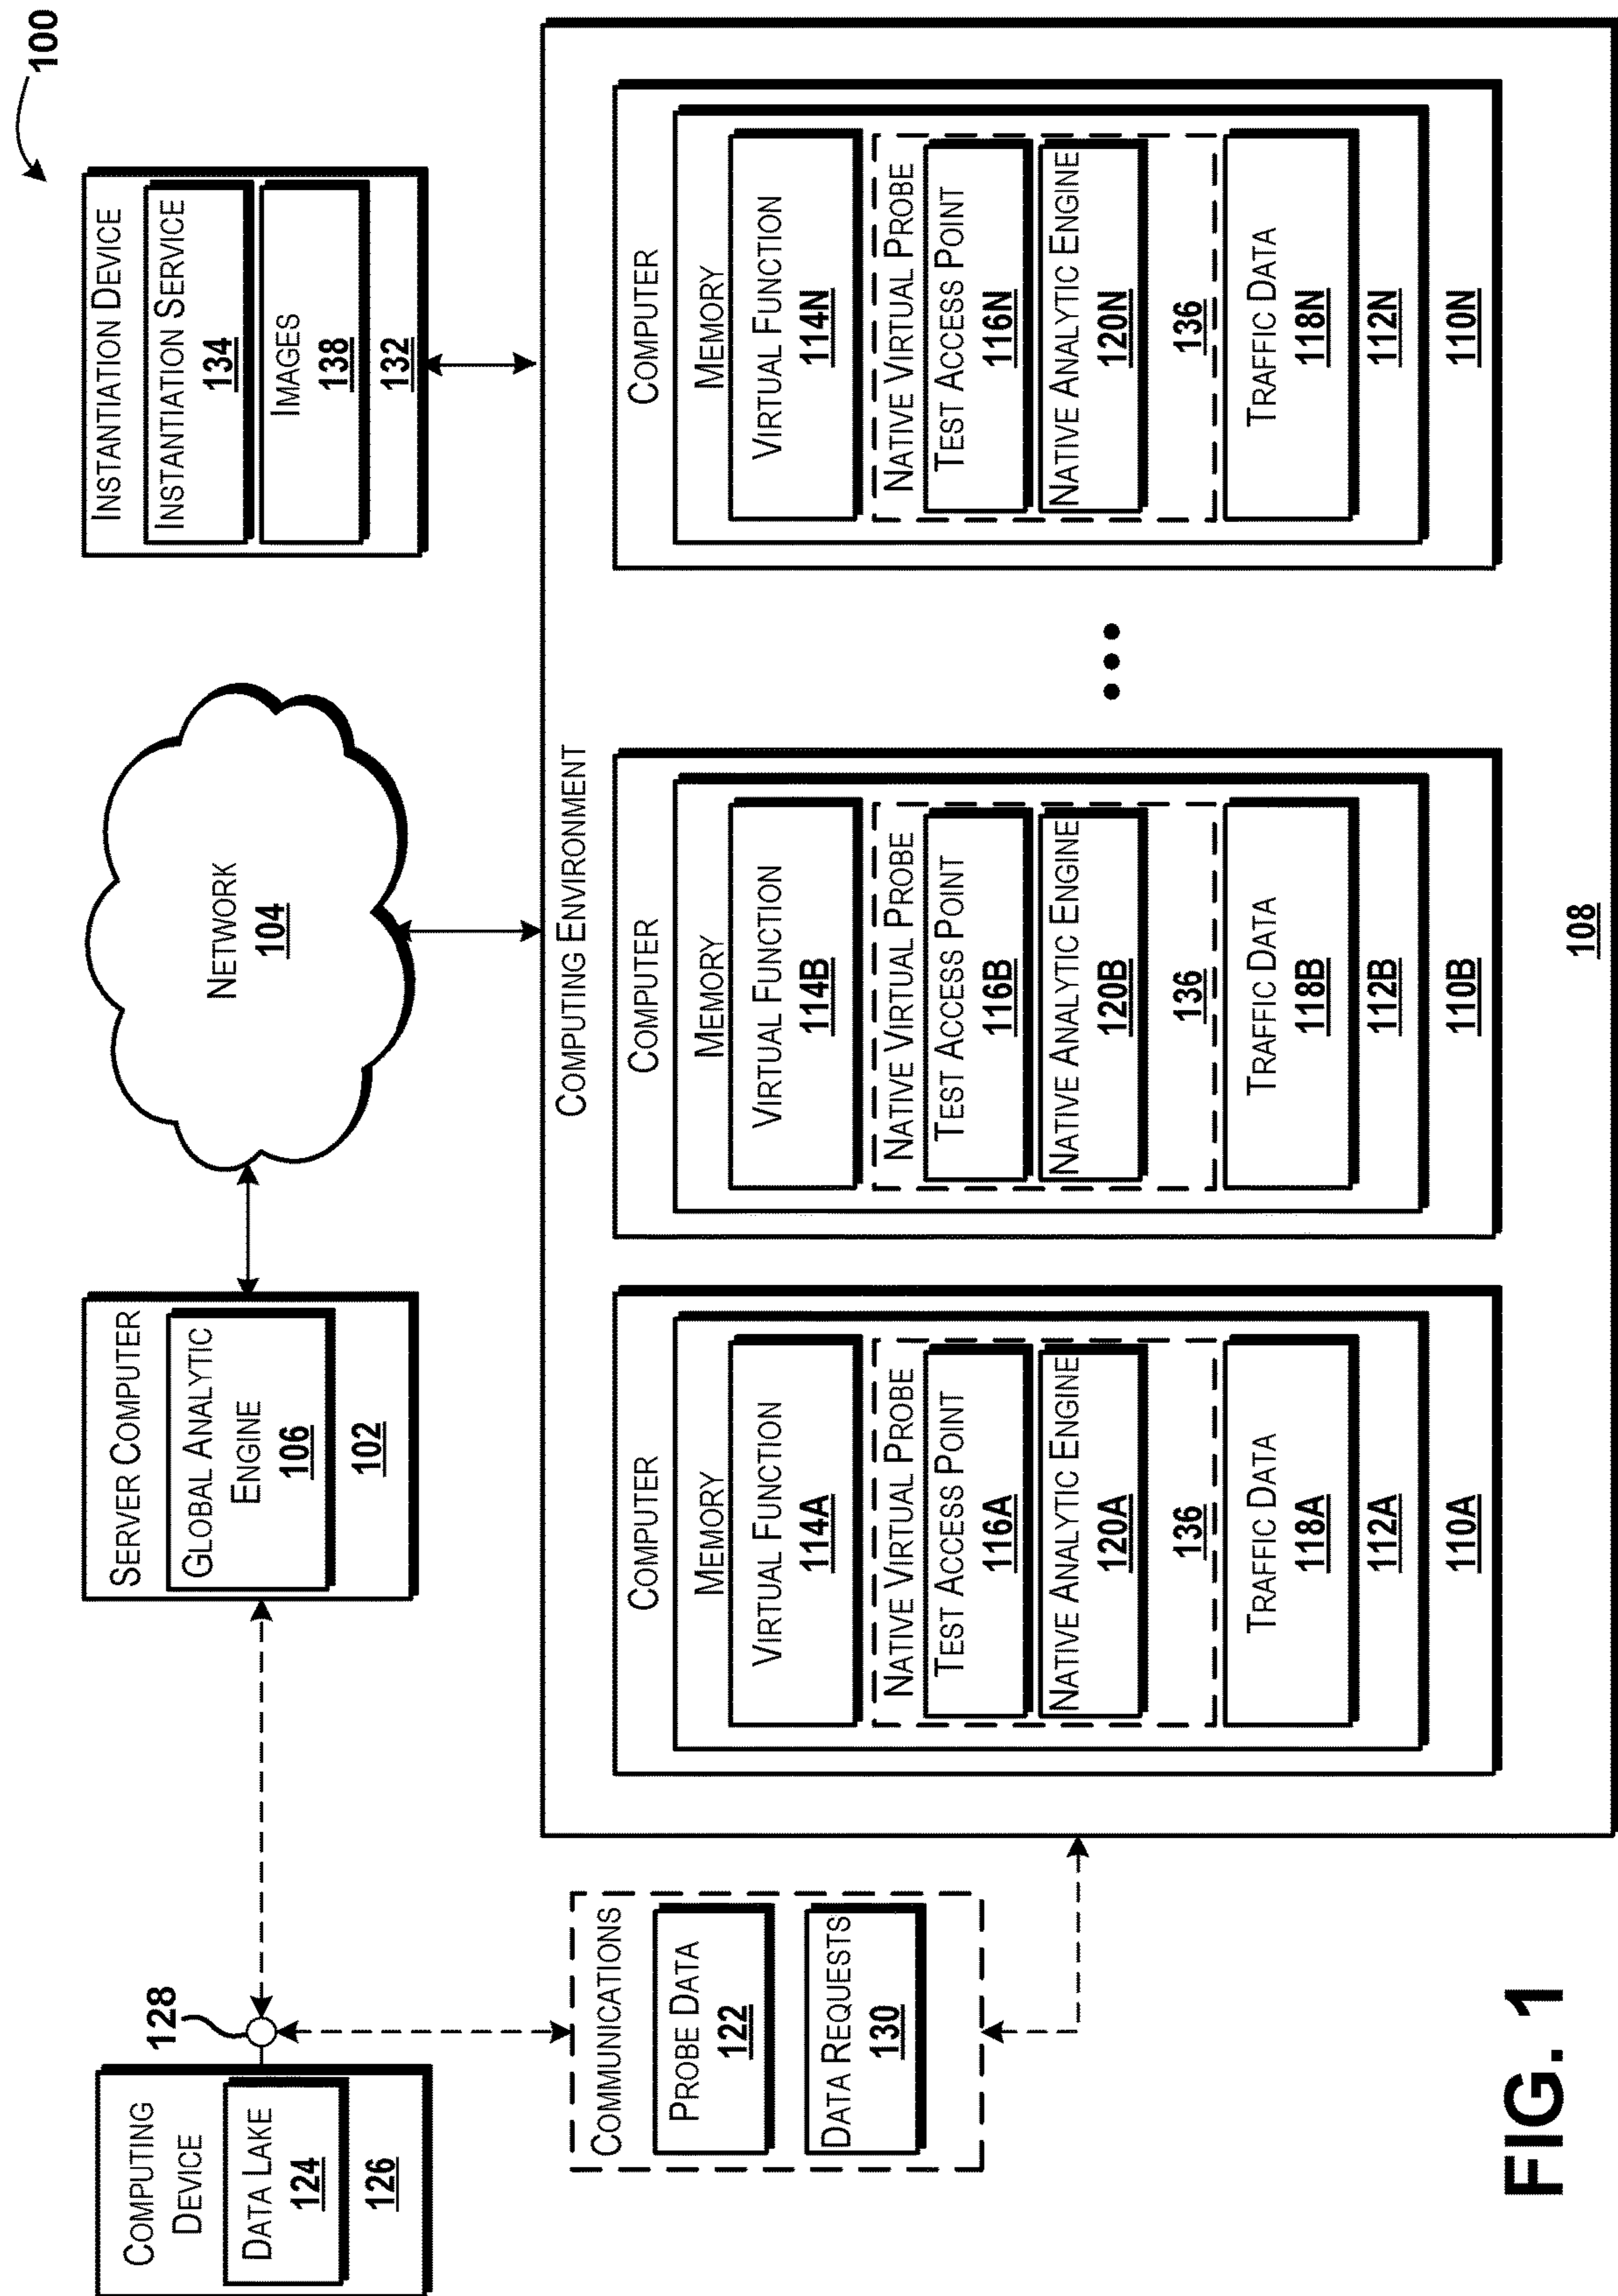 100
COMPUTING
DEVICE
DATA LAKE
124
126
128
SERVER COMPUTER
GLOBAL ANALYTIC
ENGINE
106
102
NETWORK
104
INSTANTIATION DEVICE
INSTANTIATION SERVICE
134
IMAGES
138
132
COMMUNICATIONS
PROBE DATA
122
DATA REQUESTS
130
COMPUTING ENVIRONMENT
COMPUTER
MEMORY
VIRTUAL FUNCTION
114A
NATIVE VIRTUAL PROBE
TEST ACCESS POINT
116A
NATIVE ANALYTIC ENGINE
120A
136
TRAFFIC DATA
118A
112A
110A
COMPUTER
MEMORY
VIRTUAL FUNCTION
114B
NATIVE VIRTUAL PROBE
TEST ACCESS POINT
116B
NATIVE ANALYTIC ENGINE
120B
136
TRAFFIC DATA
118B
112B
110B
COMPUTER
MEMORY
VIRTUAL FUNCTION
114N
NATIVE VIRTUAL PROBE
TEST ACCESS POINT
116N
NATIVE ANALYTIC ENGINE
120N
136
TRAFFIC DATA
118N
112N
110N
108
FIG. 1